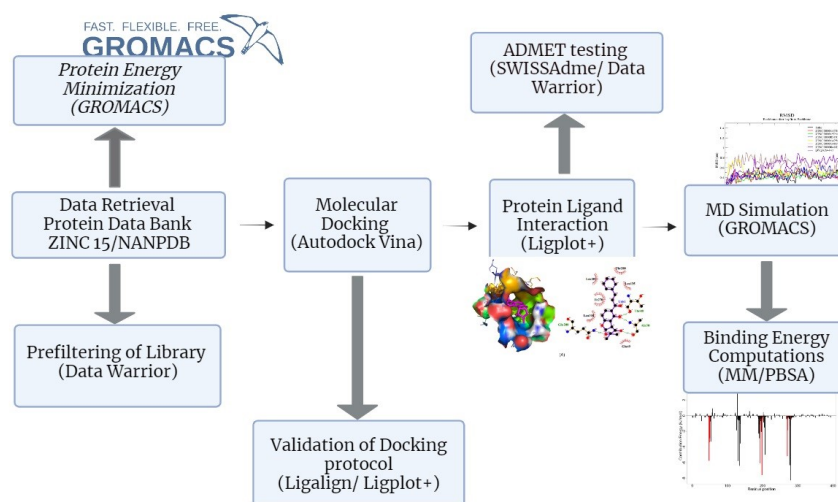 FAST. FLEXIBLE. FREE.
GROMACS
Protein Energy
Minimization
(GROMACS)
Data Retrieval
Protein Data Bank
ZINC 15/NANPDB
Prefiltering of Library
(Data Warrior)
Molecular
Docking
(Autodock Vina)
Validation of Docking
protocol
(Ligalign/ Ligplot+)
ADMET testing
(SWISSAdme/ Data
Warrior)
Protein Ligand
Interaction
(Ligplot+)
RMSD
MD Simulation
(GROMACS)
Binding Energy
Computations
(MM/PBSA)